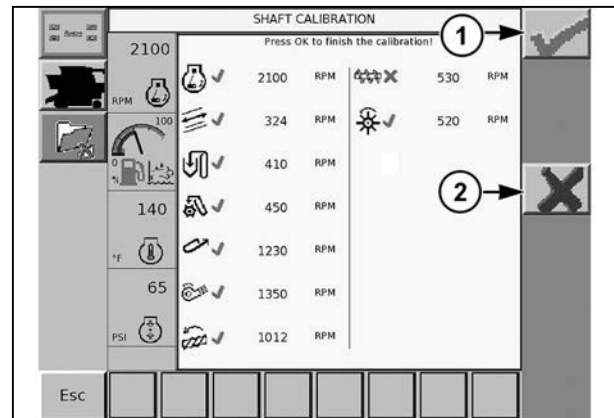 SHAFT CALIBRATION
Press OK to finish the calibration!
1
2100
RPM
100
0
%
140
°F
65
PSI
2100 RPM
324 RPM
410 RPM
450 RPM
1230 RPM
1350 RPM
1012 RPM
530 RPM
520 RPM
2
Esc